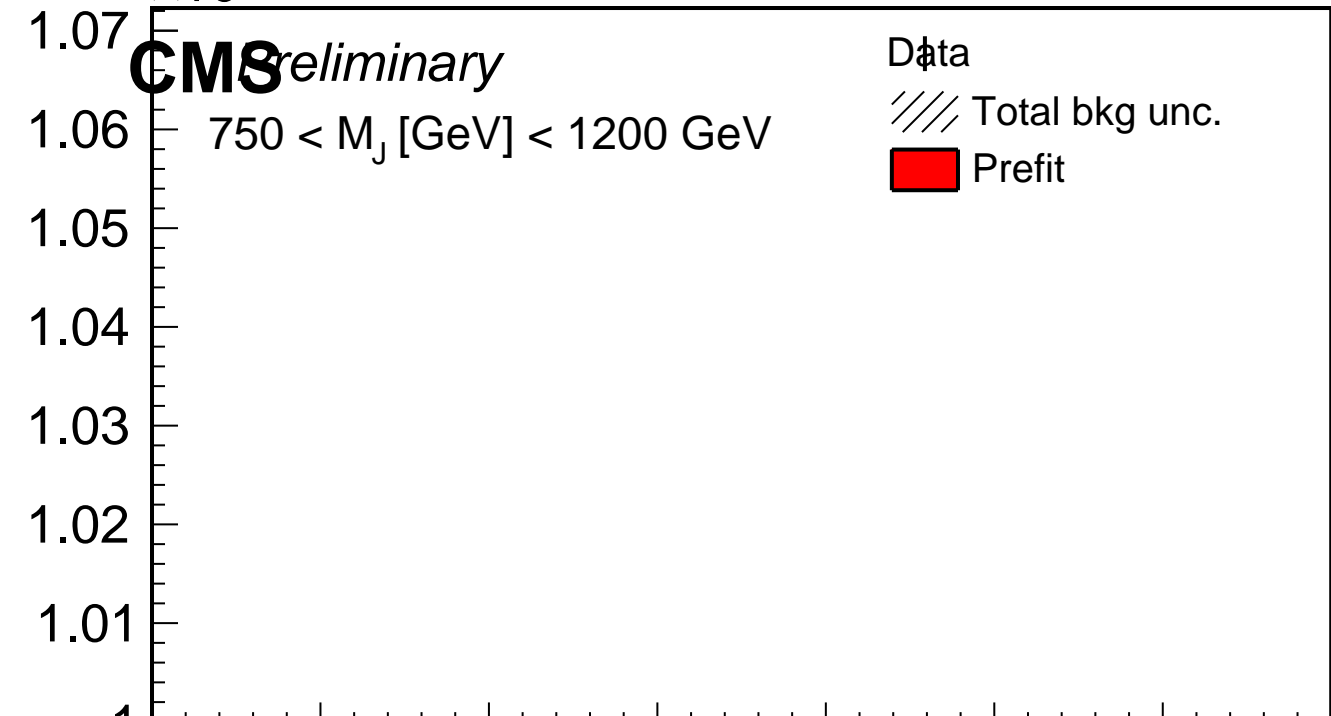 1.07
CMS Preliminary
Data
1.06
750 < M_J [GeV] < 1200 GeV
Total bkg unc.
Prefit
1.05
1.04
1.03
1.02
1.01
1